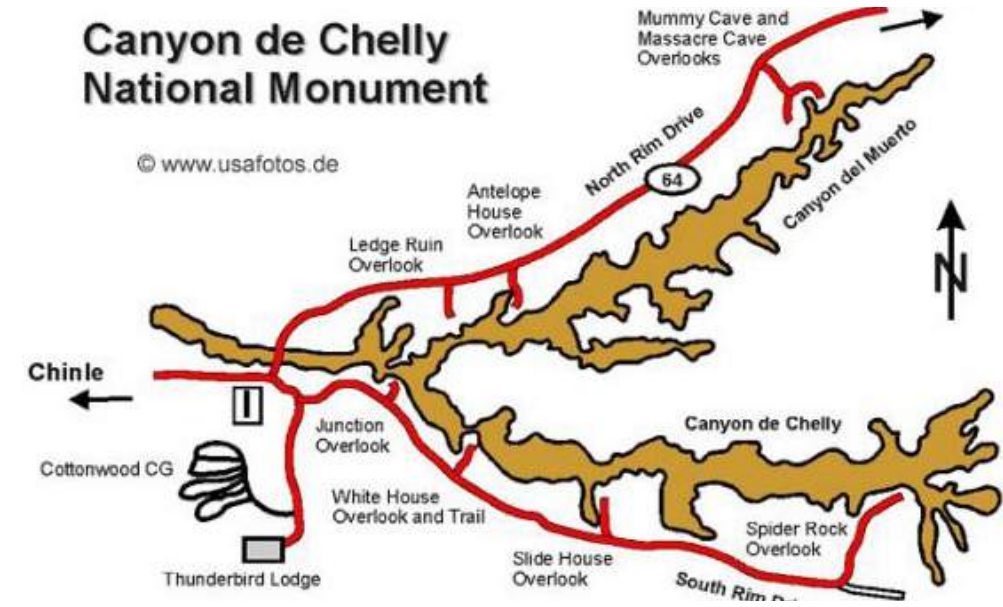 Canyon de Chelly
National Monument
© www.usafotos.de
Mummy Cave and
Massacre Cave
Overlooks
North Rim Drive
64
Canyon del Muerto
Antelope
House
Overlook
Ledge Ruin
Overlook
N
Chinle
I
Junction
Overlook
Canyon de Chelly
Cottonwood CG
White House
Overlook and Trail
Spider Rock
Overlook
Slide House
Overlook
Thunderbird Lodge
South Rim